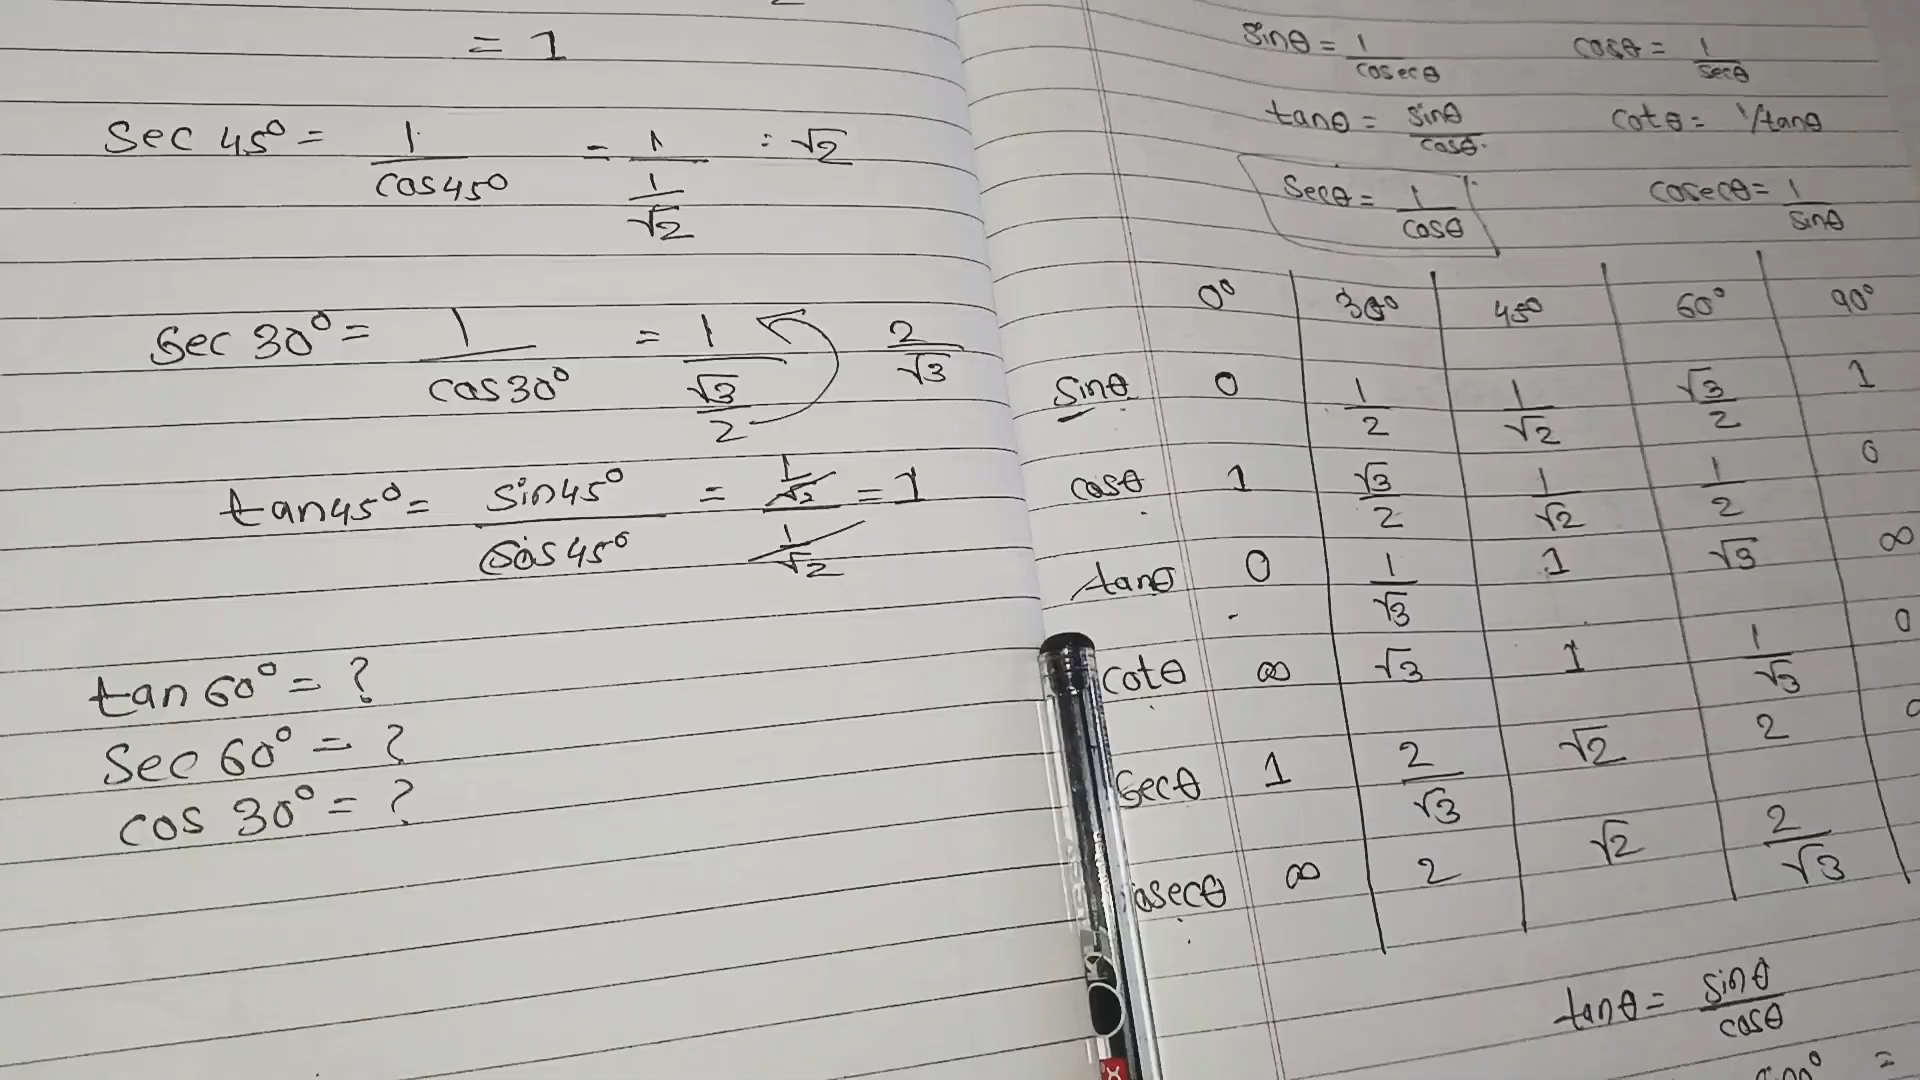 = 1
sec 45° = 1/cos45° = 1/(1/√2) : √2
sec 30° = 1/cos30° = 1/(√3/2) 2/√3
tan45° = sin45°/cos45° = (1/√2)/(1/√2) = 1
tan 60° = ?
sec 60° = ?
cos 30° = ?
sinθ = 1/cosecθ cosθ = 1/secθ
tanθ = sinθ/cosθ cotθ = 1/tanθ
secθ = 1/cosθ cosecθ = 1/sinθ
0° 30° 45° 60° 90°
sinθ 0 1/2 1/√2 √3/2 1
cosθ 1 √3/2 1/√2 1/2 0
tanθ 0 1/√3 1 √3 ∞
cotθ ∞ √3 1 1/√3 0
secθ 1 2/√3 √2 2
osecθ ∞ 2 √2 2/√3
tanθ = sinθ/cosθ
=